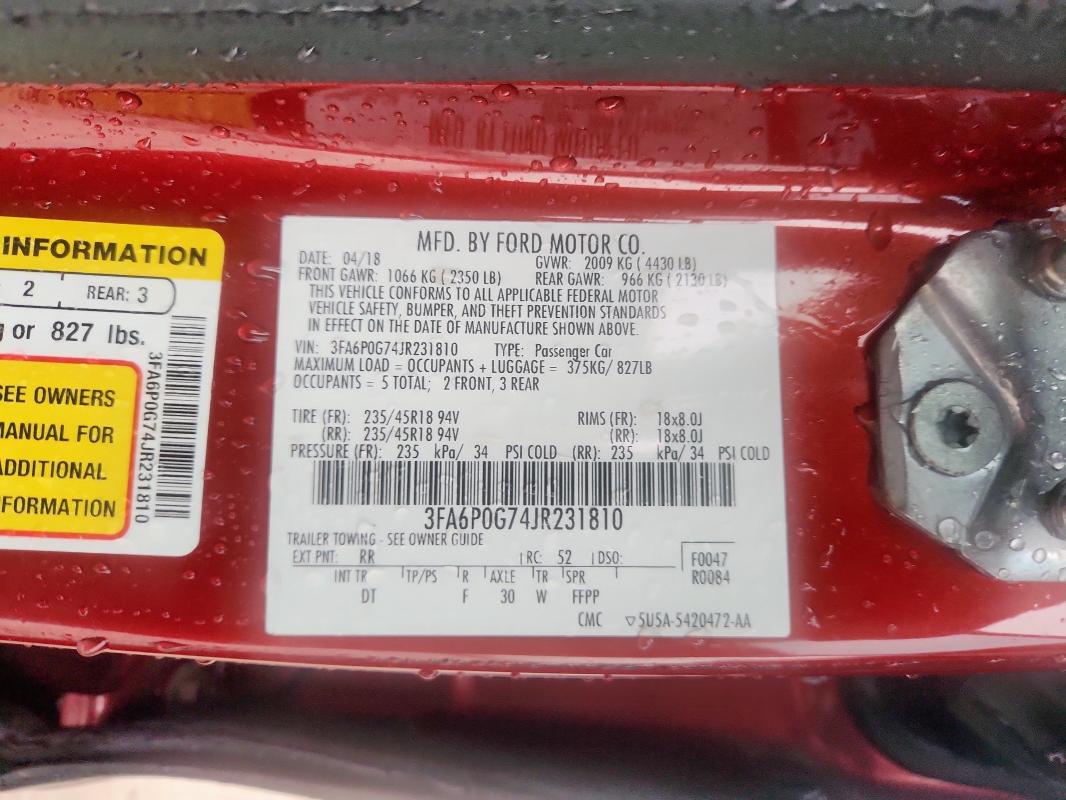 INFORMATION
2 REAR: 3
or 827 lbs.
SEE OWNERS
MANUAL FOR
ADDITIONAL
INFORMATION
3FA6P0G74JR231810
MFD. BY FORD MOTOR CO.
DATE: 04/18 GVWR: 2009 KG ( 4430 LB)
FRONT GAWR: 1066 KG ( 2350 LB) REAR GAWR: 966 KG ( 2130 LB)
THIS VEHICLE CONFORMS TO ALL APPLICABLE FEDERAL MOTOR
VEHICLE SAFETY, BUMPER, AND THEFT PREVENTION STANDARDS
IN EFFECT ON THE DATE OF MANUFACTURE SHOWN ABOVE.
VIN: 3FA6P0G74JR231810 TYPE: Passenger Car
MAXIMUM LOAD = OCCUPANTS + LUGGAGE = 375KG/ 827LB
OCCUPANTS = 5 TOTAL; 2 FRONT, 3 REAR
TIRE (FR): 235/45R18 94V RIMS (FR): 18x8.0J
(RR): 235/45R18 94V (RR): 18x8.0J
PRESSURE (FR): 235 kPa/ 34 PSI COLD (RR): 235 kPa/ 34 PSI COLD
3FA6P0G74JR231810
TRAILER TOWING - SEE OWNER GUIDE
EXT PNT: RR RC: 52 DSO: F0047
INT TR TP/PS R AXLE TR SPR R0084
DT F 30 W FFPP
CMC ▽5U5A-5420472-AA